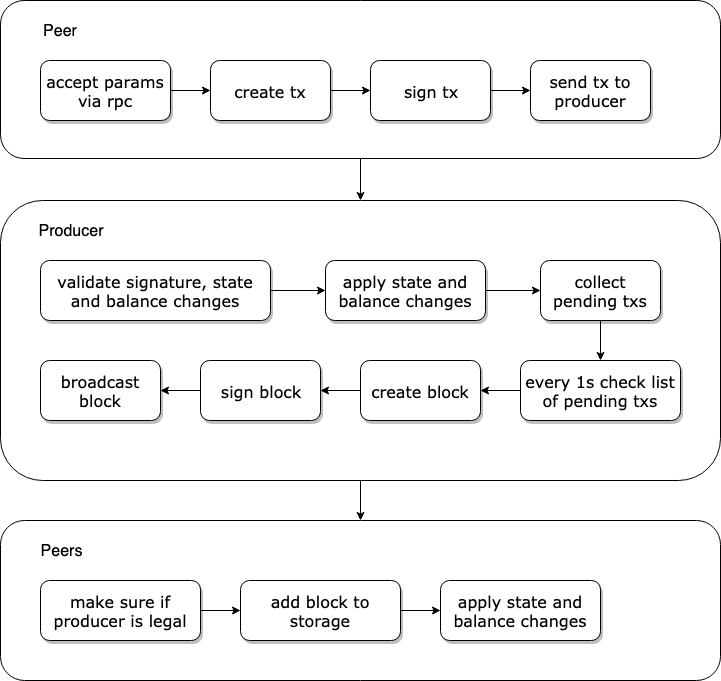 Peer
accept params
via rpc
create tx
sign tx
send tx to
producer
Producer
validate signature, state
and balance changes
apply state and
balance changes
collect
pending txs
every 1s check list
of pending txs
create block
sign block
broadcast
block
Peers
make sure if
producer is legal
add block to
storage
apply state and
balance changes